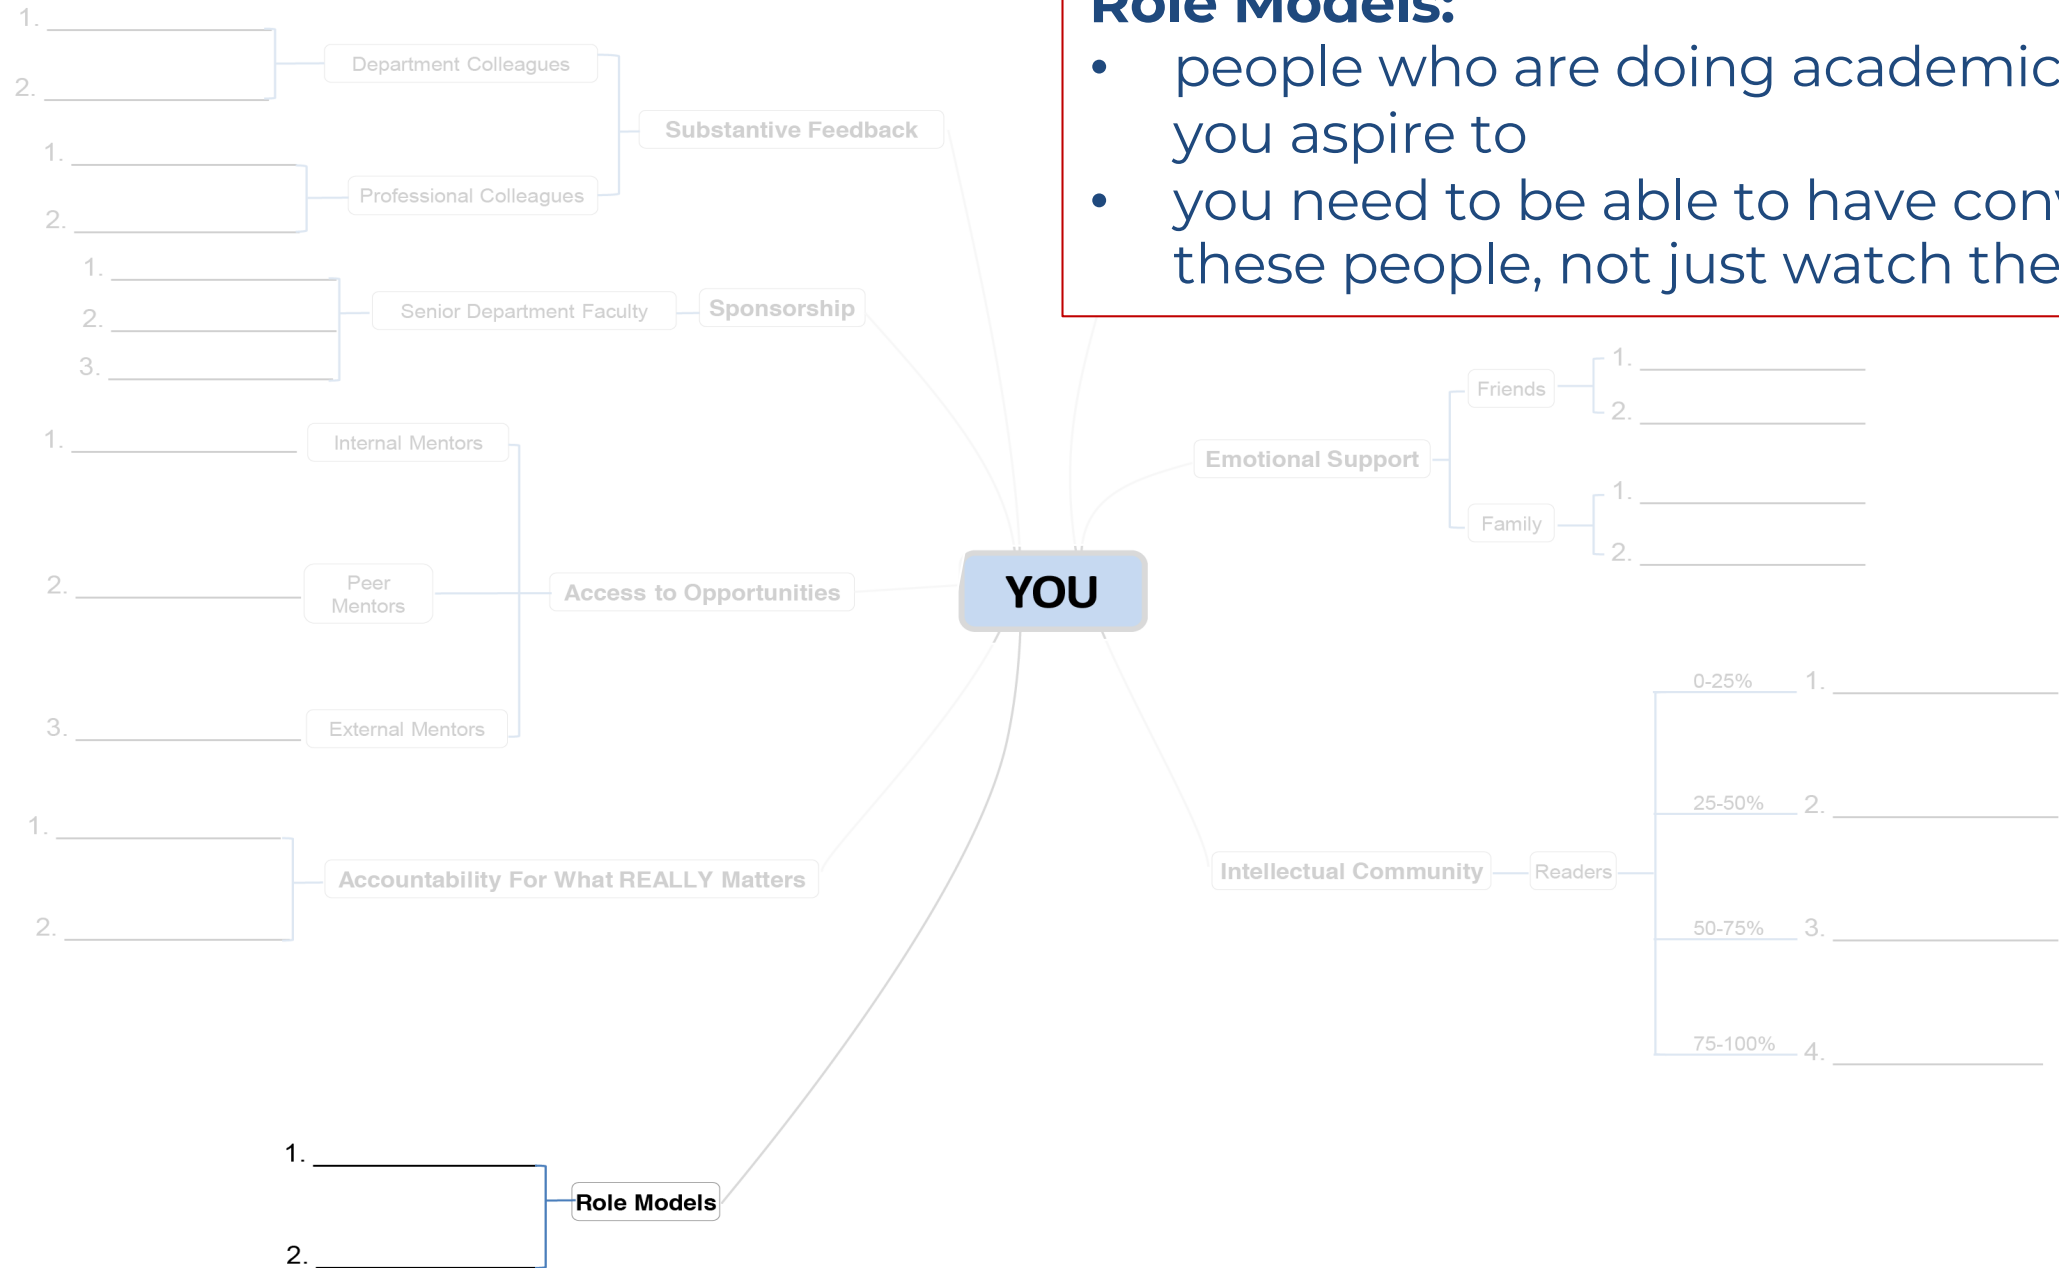 Role Models:
• people who are doing academic
you aspire to
• you need to be able to have
these people, not just watch
1.
2.
Department Colleagues
1.
2.
Professional Colleagues
Substantive Feedback
1.
2.
3.
Senior Department Faculty
Sponsorship
1.
Internal Mentors
2.
Peer
Mentors
3.
External Mentors
Access to Opportunities
1.
2.
Accountability For What REALLY Matters
1.
2.
Role Models
YOU
Emotional Support
Friends
1.
2.
Family
1.
2.
Intellectual Community
Readers
0-25% 1.
25-50% 2.
50-75% 3.
75-100% 4.